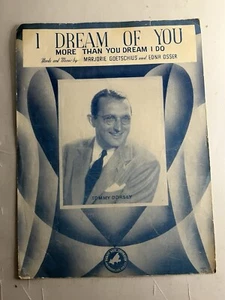 I DREAM OF YOU
MORE THAN YOU DREAM I DO
Words and Music by MARJORIE GOETSCHIUS and EDNA OSSER
TOMMY DORSEY